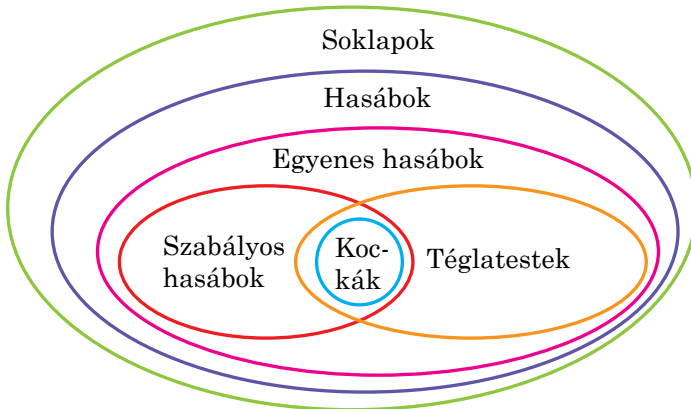 Soklapok
Hasábok
Egyenes hasábok
Szabályos
hasábok
Koc-
kák
Téglatestek